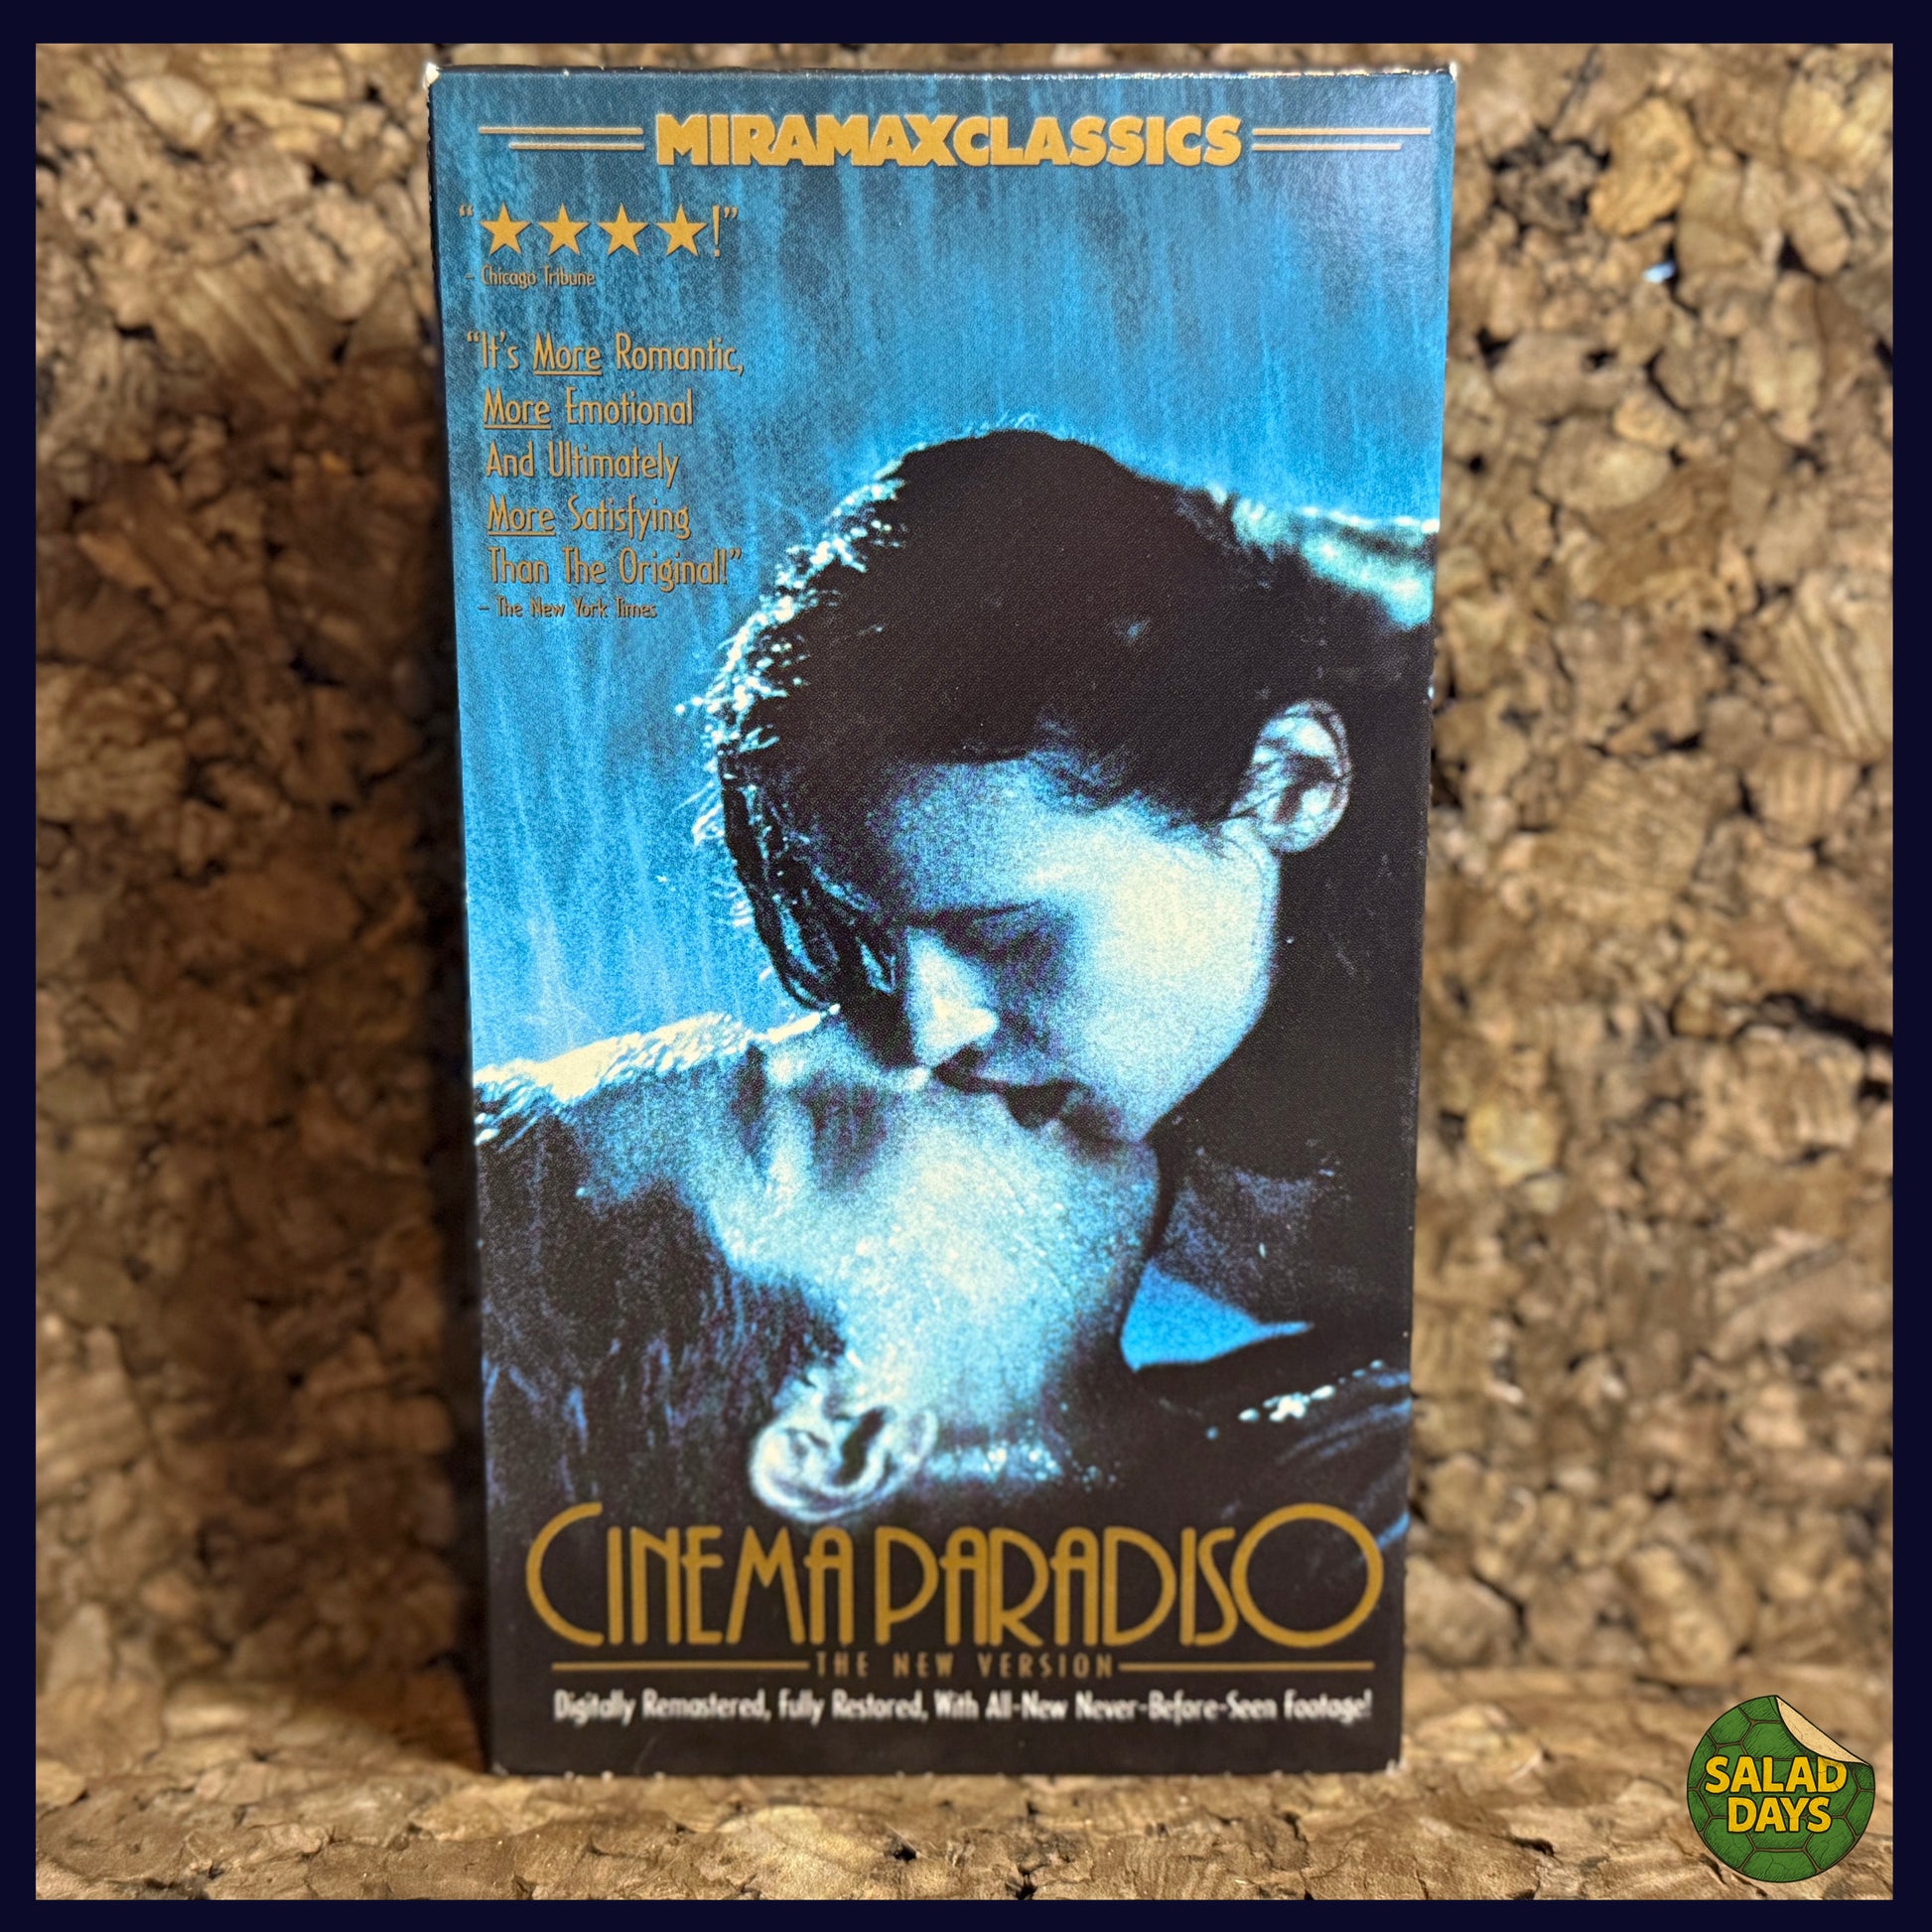 MIRAMAXCLASSICS
"★★★★!"
– Chicago Tribune
"It's More Romantic,
More Emotional
And Ultimately
More Satisfying
Than The Original!"
– The New York Times
CINEMA PARADISO
THE NEW VERSION
Digitally Remastered, Fully Restored, With All-New Never-Before-Seen Footage!
SALAD
DAYS